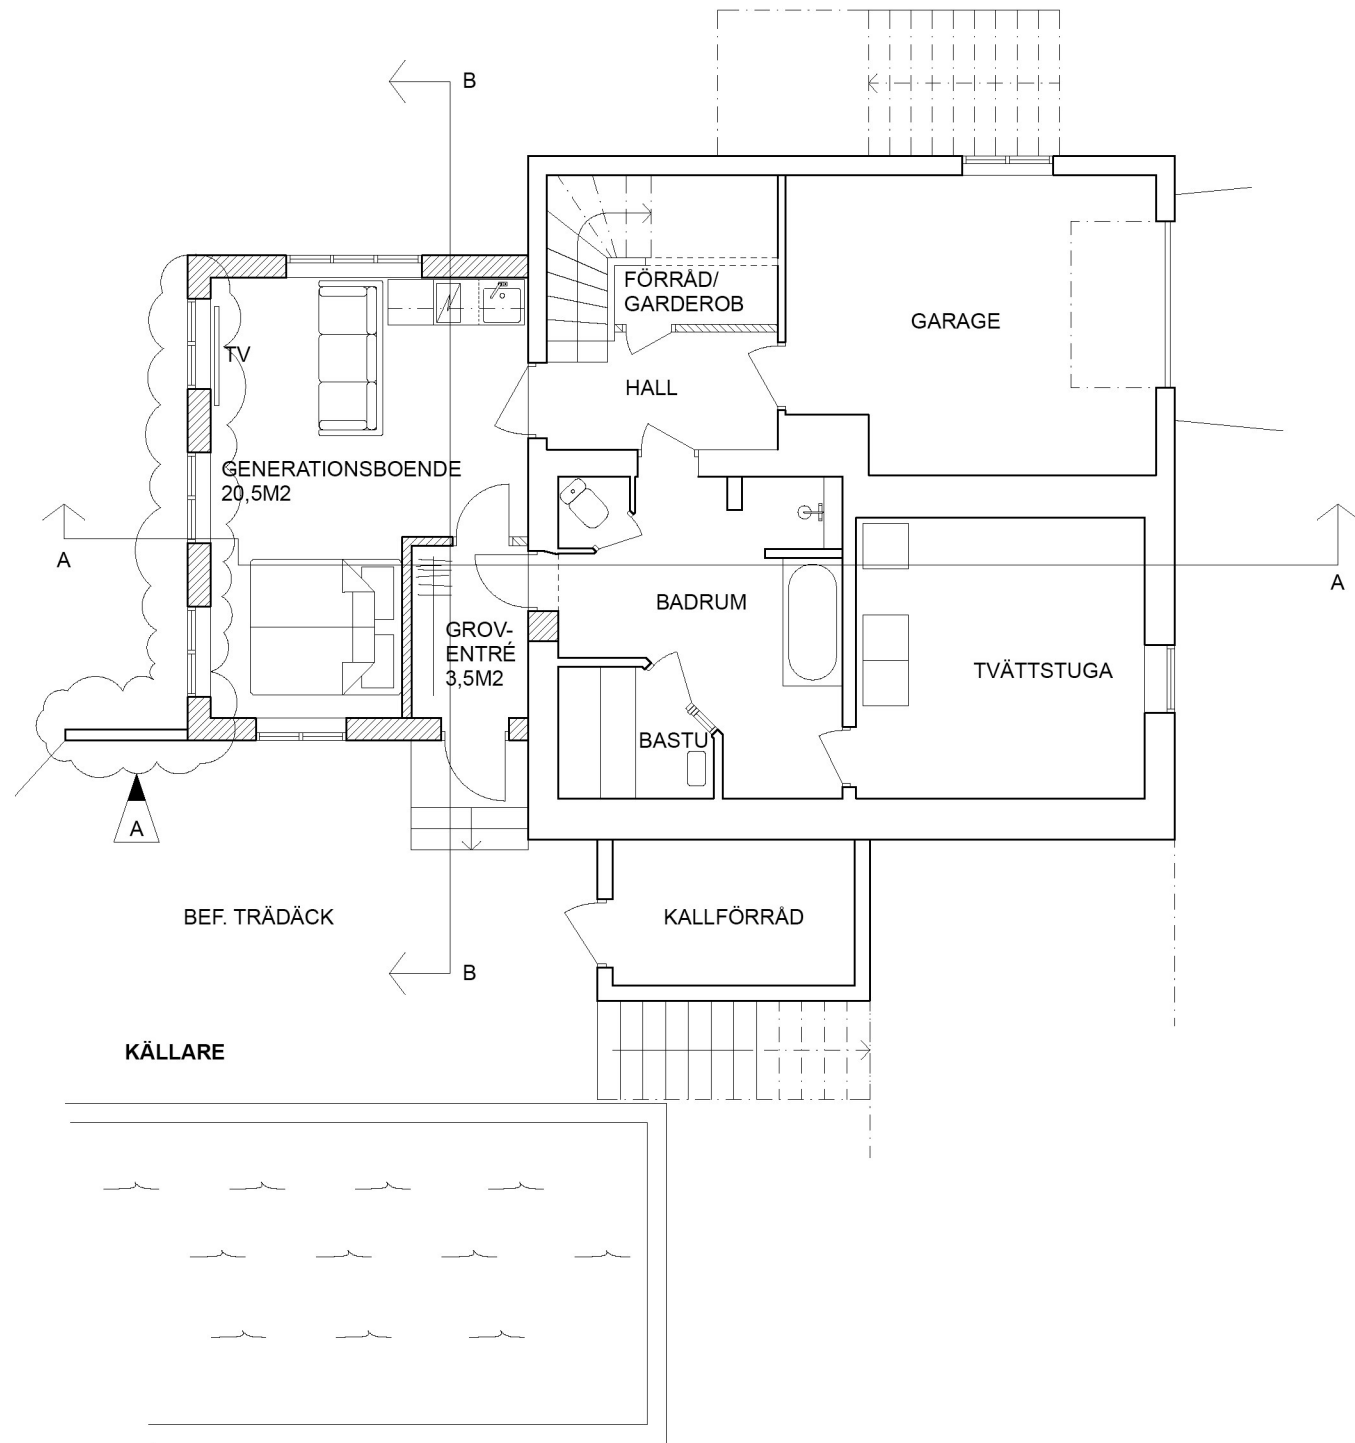 B
FÖRRÅD/
GARDEROB
GARAGE
TV
HALL
GENERATIONSBOENDE
20,5M2
A
A
BADRUM
GROV-
ENTRÉ
3,5M2
TVÄTTSTUGA
BASTU
A
BEF. TRÄDÄCK
KALLFÖRRÅD
B
KÄLLARE